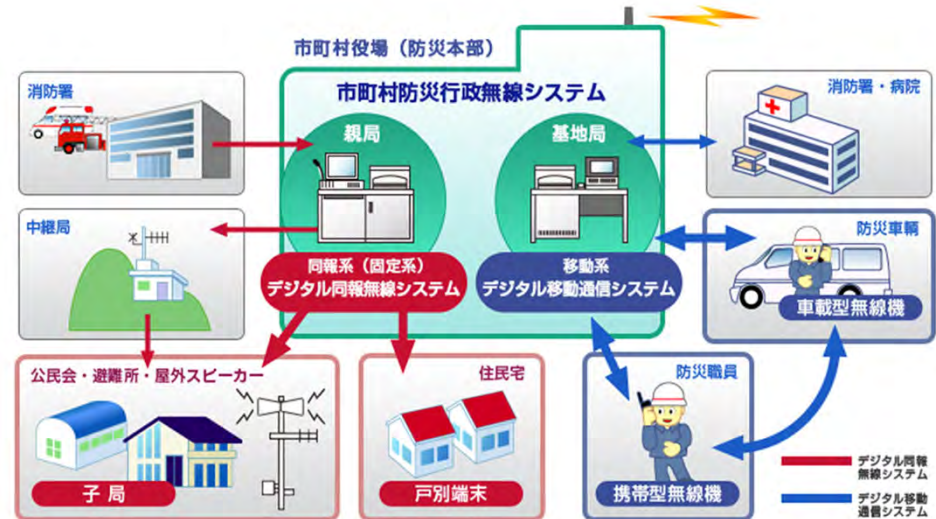 市町村役場（防災本部）
市町村防災行政無線システム
消防署
親局
基地局
消防署・病院
中継局
防災車輌
同報系（固定系）
デジタル同報無線システム
移動系
デジタル移動通信システム
車載型無線機
公民会・避難所・屋外スピーカー
住民宅
防災職員
子局
戸別端末
携帯型無線機
デジタル同報
無線システム
デジタル移動
通信システム